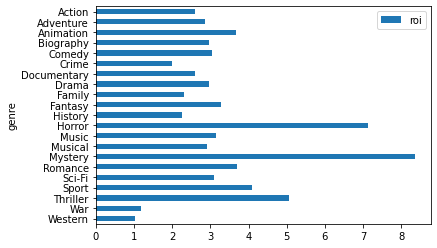 Action
Adventure
Animation
Biography
Comedy
Crime
Documentary
Drama
Family
Fantasy
History
Horror
Music
Musical
Mystery
Romance
Sci-Fi
Sport
Thriller
War
Western
genre
roi
0 1 2 3 4 5 6 7 8